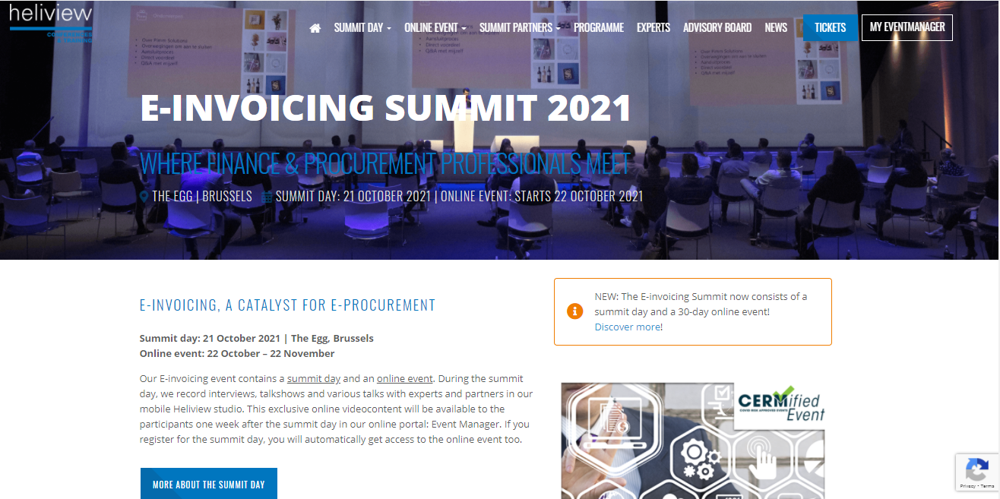 heliview
CONFERENCES
& TRAINING
SUMMIT DAY
ONLINE EVENT
SUMMIT PARTNERS
PROGRAMME
EXPERTS
ADVISORY BOARD
NEWS
TICKETS
MY EVENTMANAGER
E-INVOICING SUMMIT 2021
WHERE FINANCE & PROCUREMENT PROFESSIONALS MEET
THE EGG | BRUSSELS SUMMIT DAY: 21 OCTOBER 2021 | ONLINE EVENT: STARTS 22 OCTOBER 2021
E-INVOICING, A CATALYST FOR E-PROCUREMENT
Summit day: 21 October 2021 | The Egg, Brussels
Online event: 22 October – 22 November
Our E-invoicing event contains a summit day and an online event. During the summit
day, we record interviews, talkshows and various talks with experts and partners in our
mobile Heliview studio. This exclusive online videocontent will be available to the
participants one week after the summit day in our online portal: Event Manager. If you
register for the summit day, you will automatically get access to the online event too.
MORE ABOUT THE SUMMIT DAY
NEW: The E-invoicing Summit now consists of a
summit day and a 30-day online event!
Discover more!
CERMified
COVID RISK APPROVED EVENTS
Event
Privacy - Terms